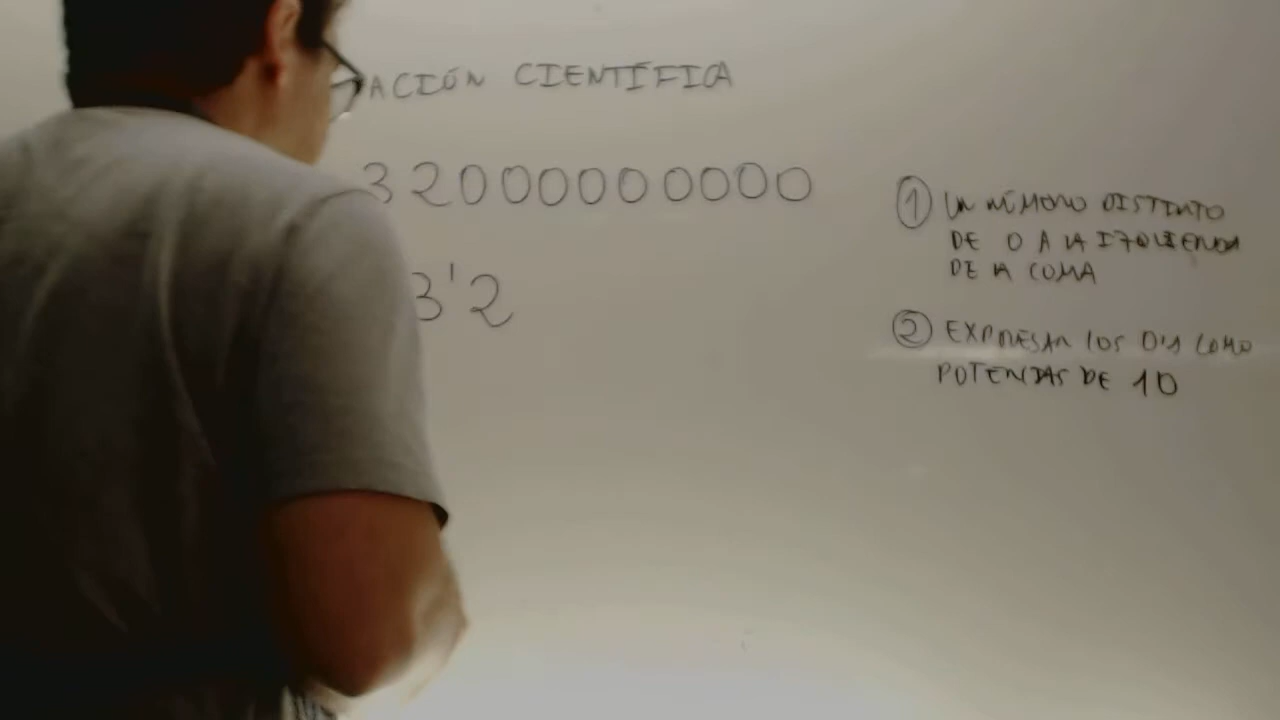 ACIÓN CIENTÍFICA
32000000000
3'2
① UN NÚMERO DISTINTO
DE 0 A LA IZQUIERDA
DE LA COMA
② EXPRESAR LOS 0's COMO
POTENCIAS DE 10